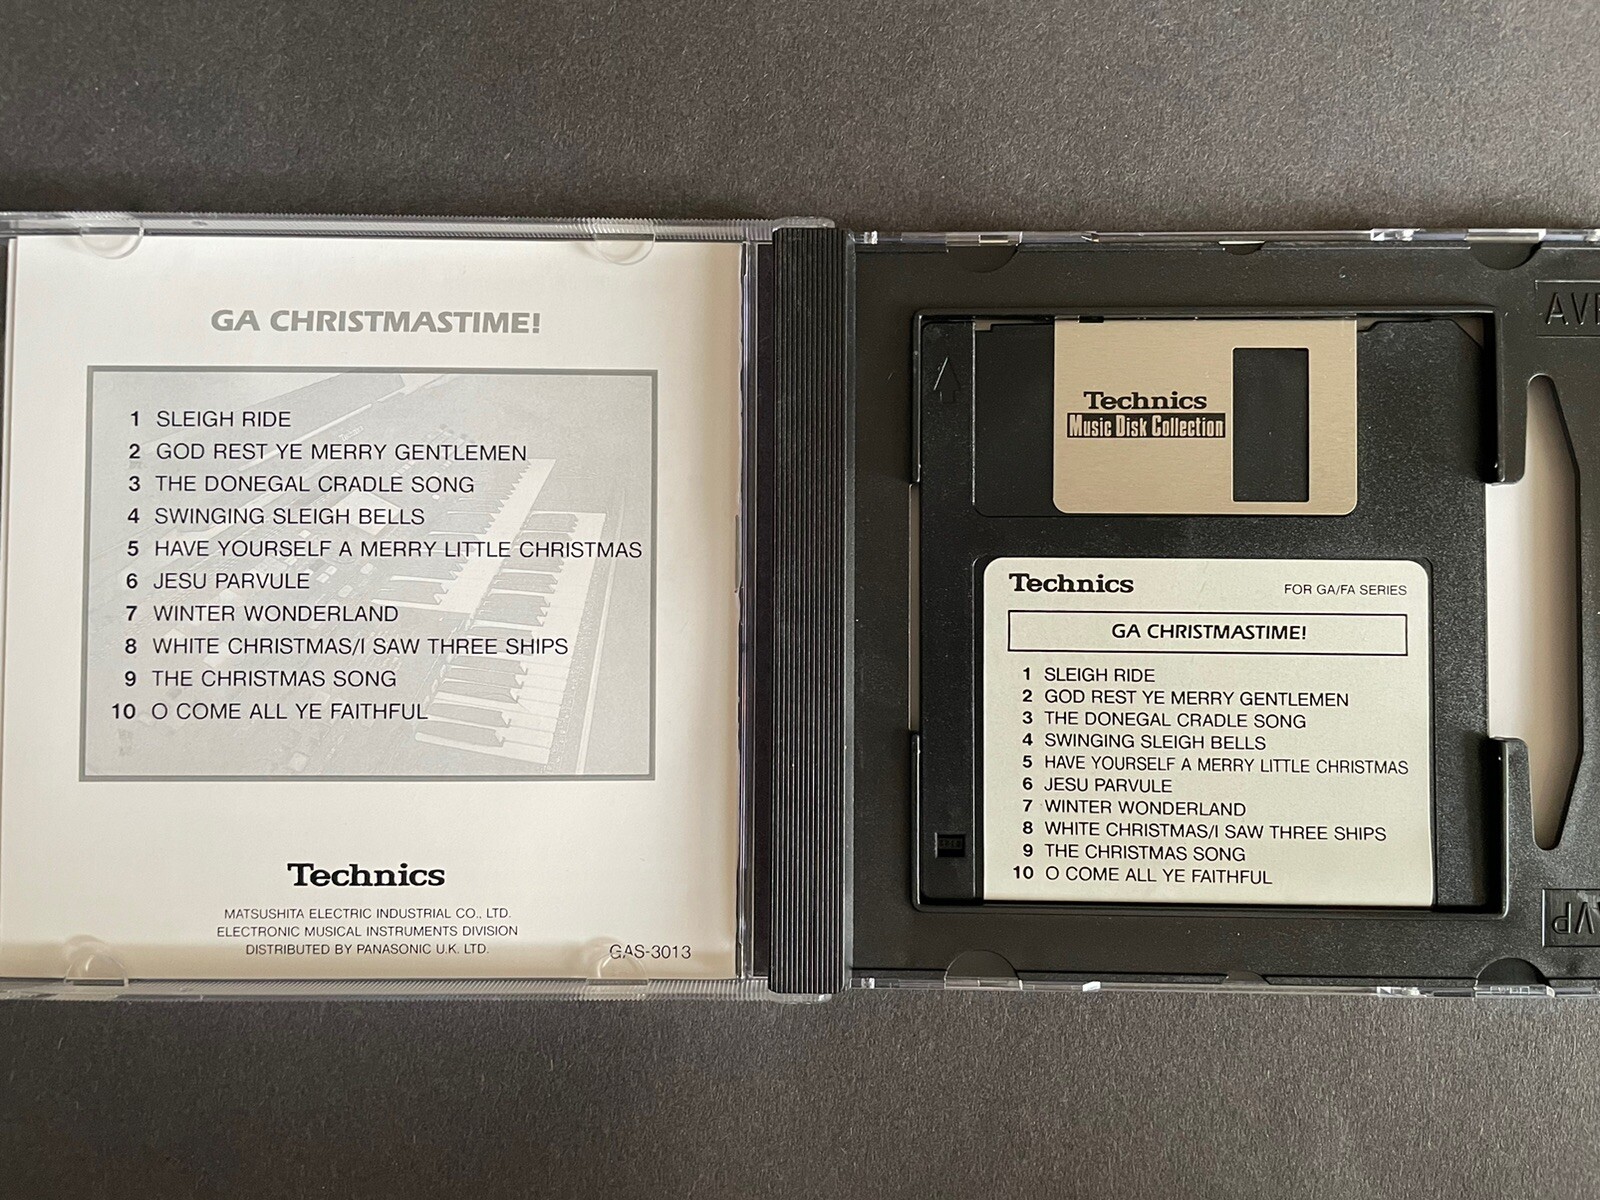 GA CHRISTMASTIME!
1 SLEIGH RIDE
2 GOD REST YE MERRY GENTLEMEN
3 THE DONEGAL CRADLE SONG
4 SWINGING SLEIGH BELLS
5 HAVE YOURSELF A MERRY LITTLE CHRISTMAS
6 JESU PARVULE
7 WINTER WONDERLAND
8 WHITE CHRISTMAS/I SAW THREE SHIPS
9 THE CHRISTMAS SONG
10 O COME ALL YE FAITHFUL
Technics
MATSUSHITA ELECTRIC INDUSTRIAL CO., LTD.
ELECTRONIC MUSICAL INSTRUMENTS DIVISION
DISTRIBUTED BY PANASONIC U.K. LTD.
GAS-3013
Technics
Music Disk Collection
Technics
FOR GA/FA SERIES
GA CHRISTMASTIME!
1 SLEIGH RIDE
2 GOD REST YE MERRY GENTLEMEN
3 THE DONEGAL CRADLE SONG
4 SWINGING SLEIGH BELLS
5 HAVE YOURSELF A MERRY LITTLE CHRISTMAS
6 JESU PARVULE
7 WINTER WONDERLAND
8 WHITE CHRISTMAS/I SAW THREE SHIPS
9 THE CHRISTMAS SONG
10 O COME ALL YE FAITHFUL